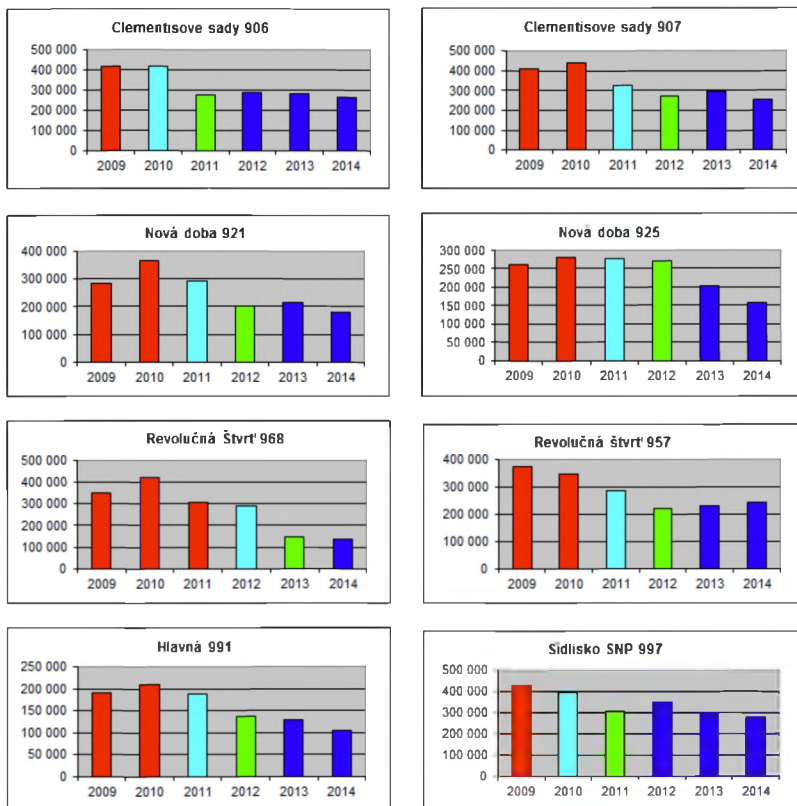 Clementisove sady 906
500 000
400 000
300 000
200 000
100 000
0
2009 2010 2011 2012 2013 2014
Clementisove sady 907
500 000
400 000
300 000
200 000
100 000
0
2009 2010 2011 2012 2013 2014
Nová doba 921
400 000
300 000
200 000
100 000
0
2009 2010 2011 2012 2013 2014
Nová doba 925
300 000
250 000
200 000
150 000
100 000
50 000
0
2009 2010 2011 2012 2013 2014
Revolučná Štvrť 968
500 000
400 000
300 000
200 000
100 000
0
2009 2010 2011 2012 2013 2014
Revolučná štvrť 957
400 000
300 000
200 000
100 000
0
2009 2010 2011 2012 2013 2014
Hlavná 991
250 000
200 000
150 000
100 000
50 000
0
2009 2010 2011 2012 2013 2014
Sídlisko SNP 997
500 000
400 000
300 000
200 000
100 000
0
2009 2010 2011 2012 2013 2014